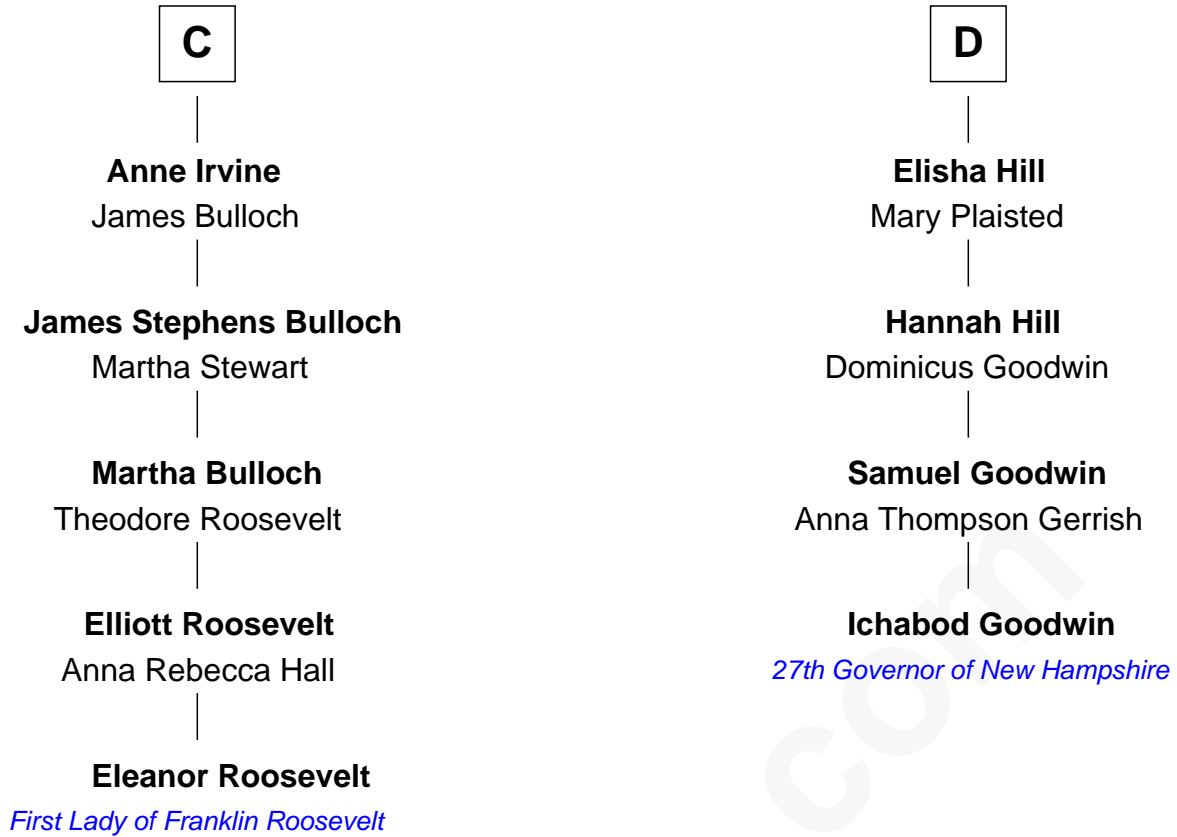 C
Anne Irvine
James Bulloch
James Stephens Bulloch
Martha Stewart
Martha Bulloch
Theodore Roosevelt
Elliott Roosevelt
Anna Rebecca Hall
Eleanor Roosevelt
First Lady of Franklin Roosevelt
D
Elisha Hill
Mary Plaisted
Hannah Hill
Dominicus Goodwin
Samuel Goodwin
Anna Thompson Gerrish
Ichabod Goodwin
27th Governor of New Hampshire
com